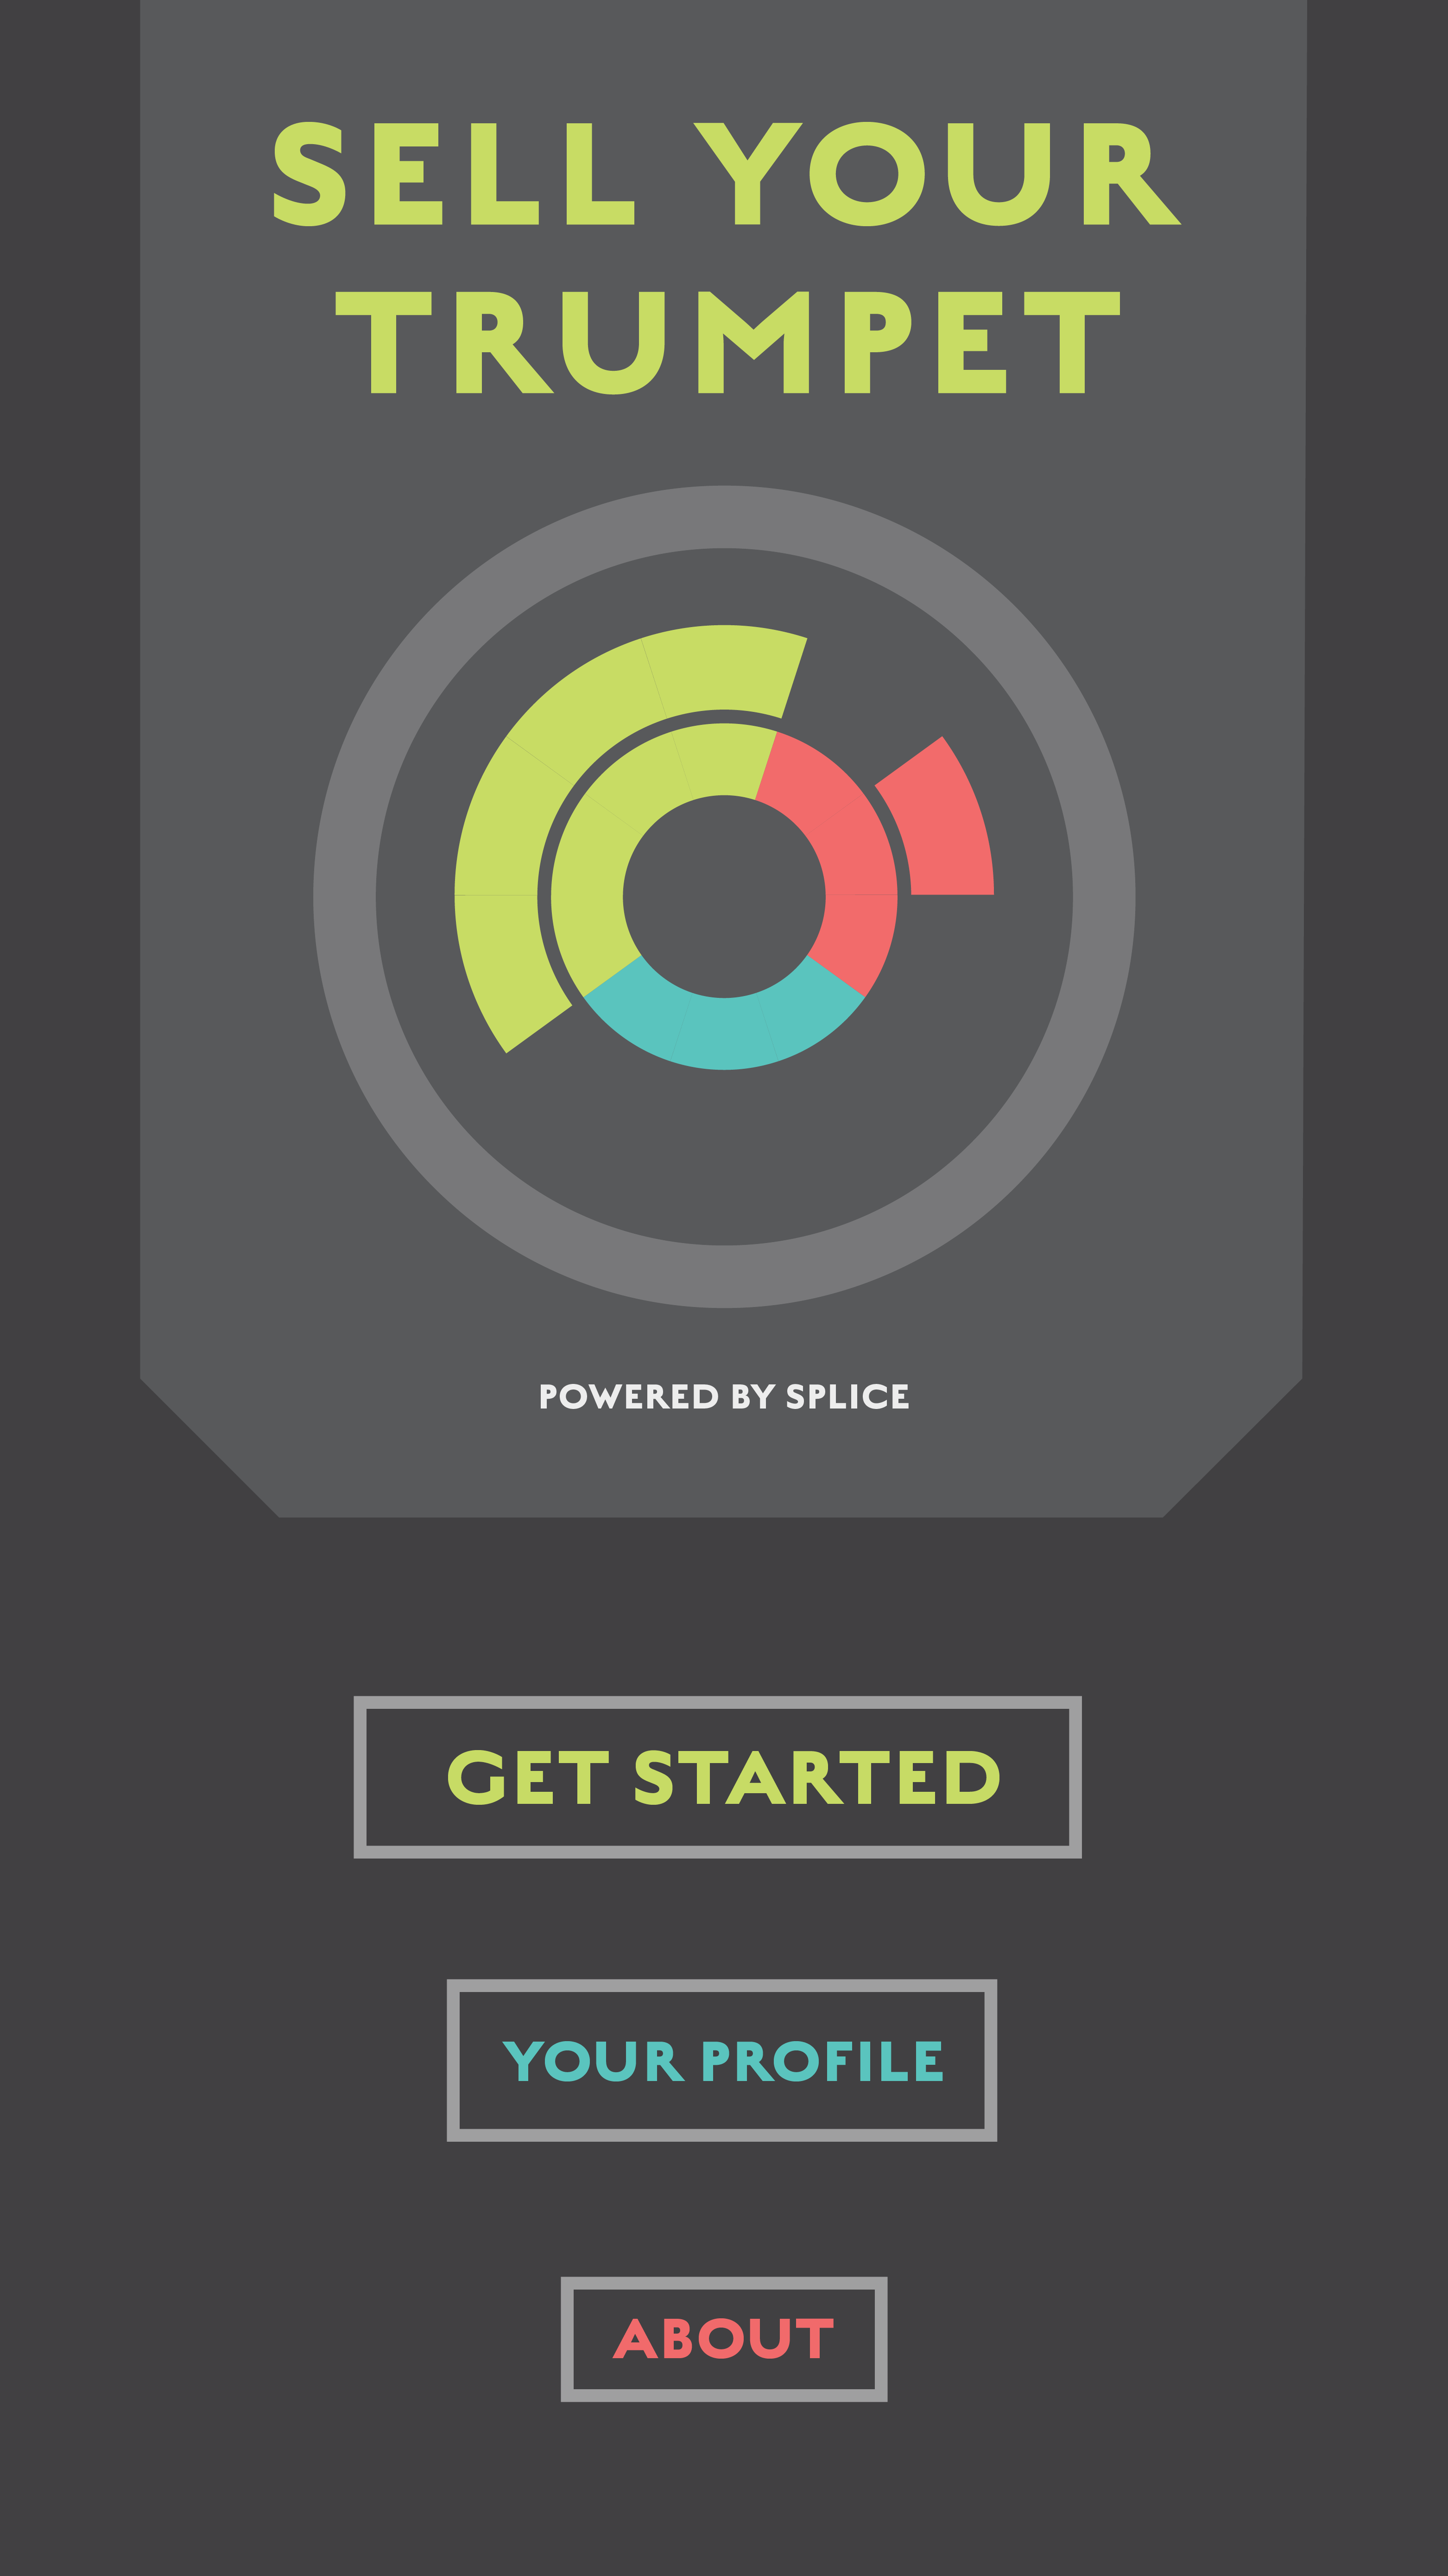 SELL YOUR
TRUMPET
POWERED BY SPLICE
GET STARTED
YOUR PROFILE
ABOUT